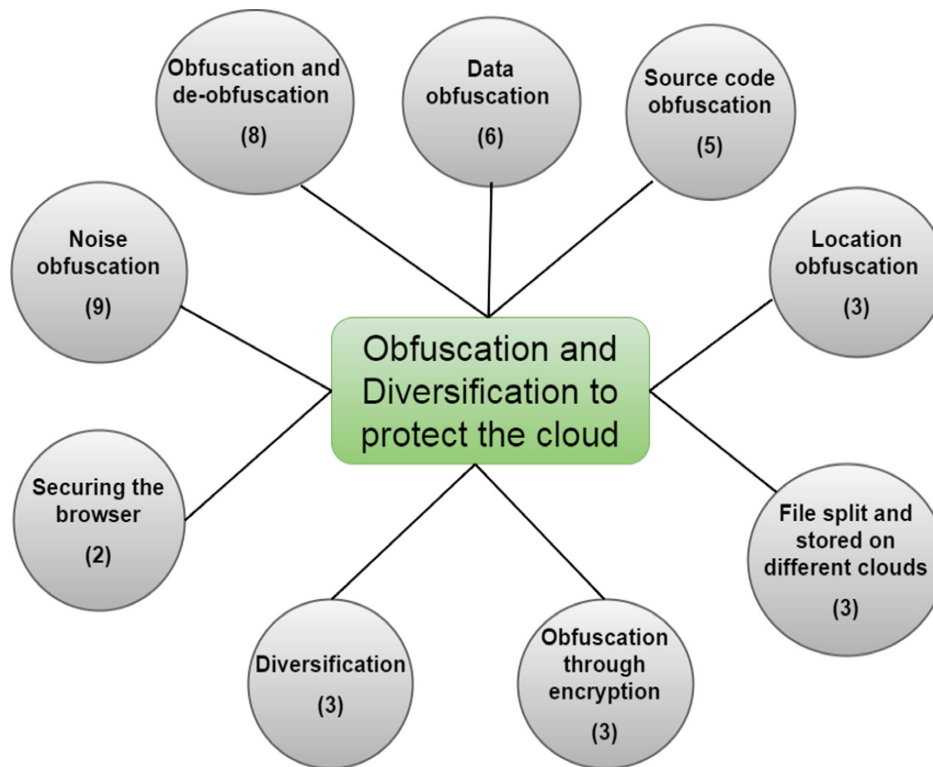 Obfuscation and
de-obfuscation
(8)
Data
obfuscation
(6)
Source code
obfuscation
(5)
Noise
obfuscation
(9)
Location
obfuscation
(3)
Obfuscation and
Diversification to
protect the cloud
Securing the
browser
(2)
File split and
stored on
different clouds
(3)
Diversification
(3)
Obfuscation
through
encryption
(3)